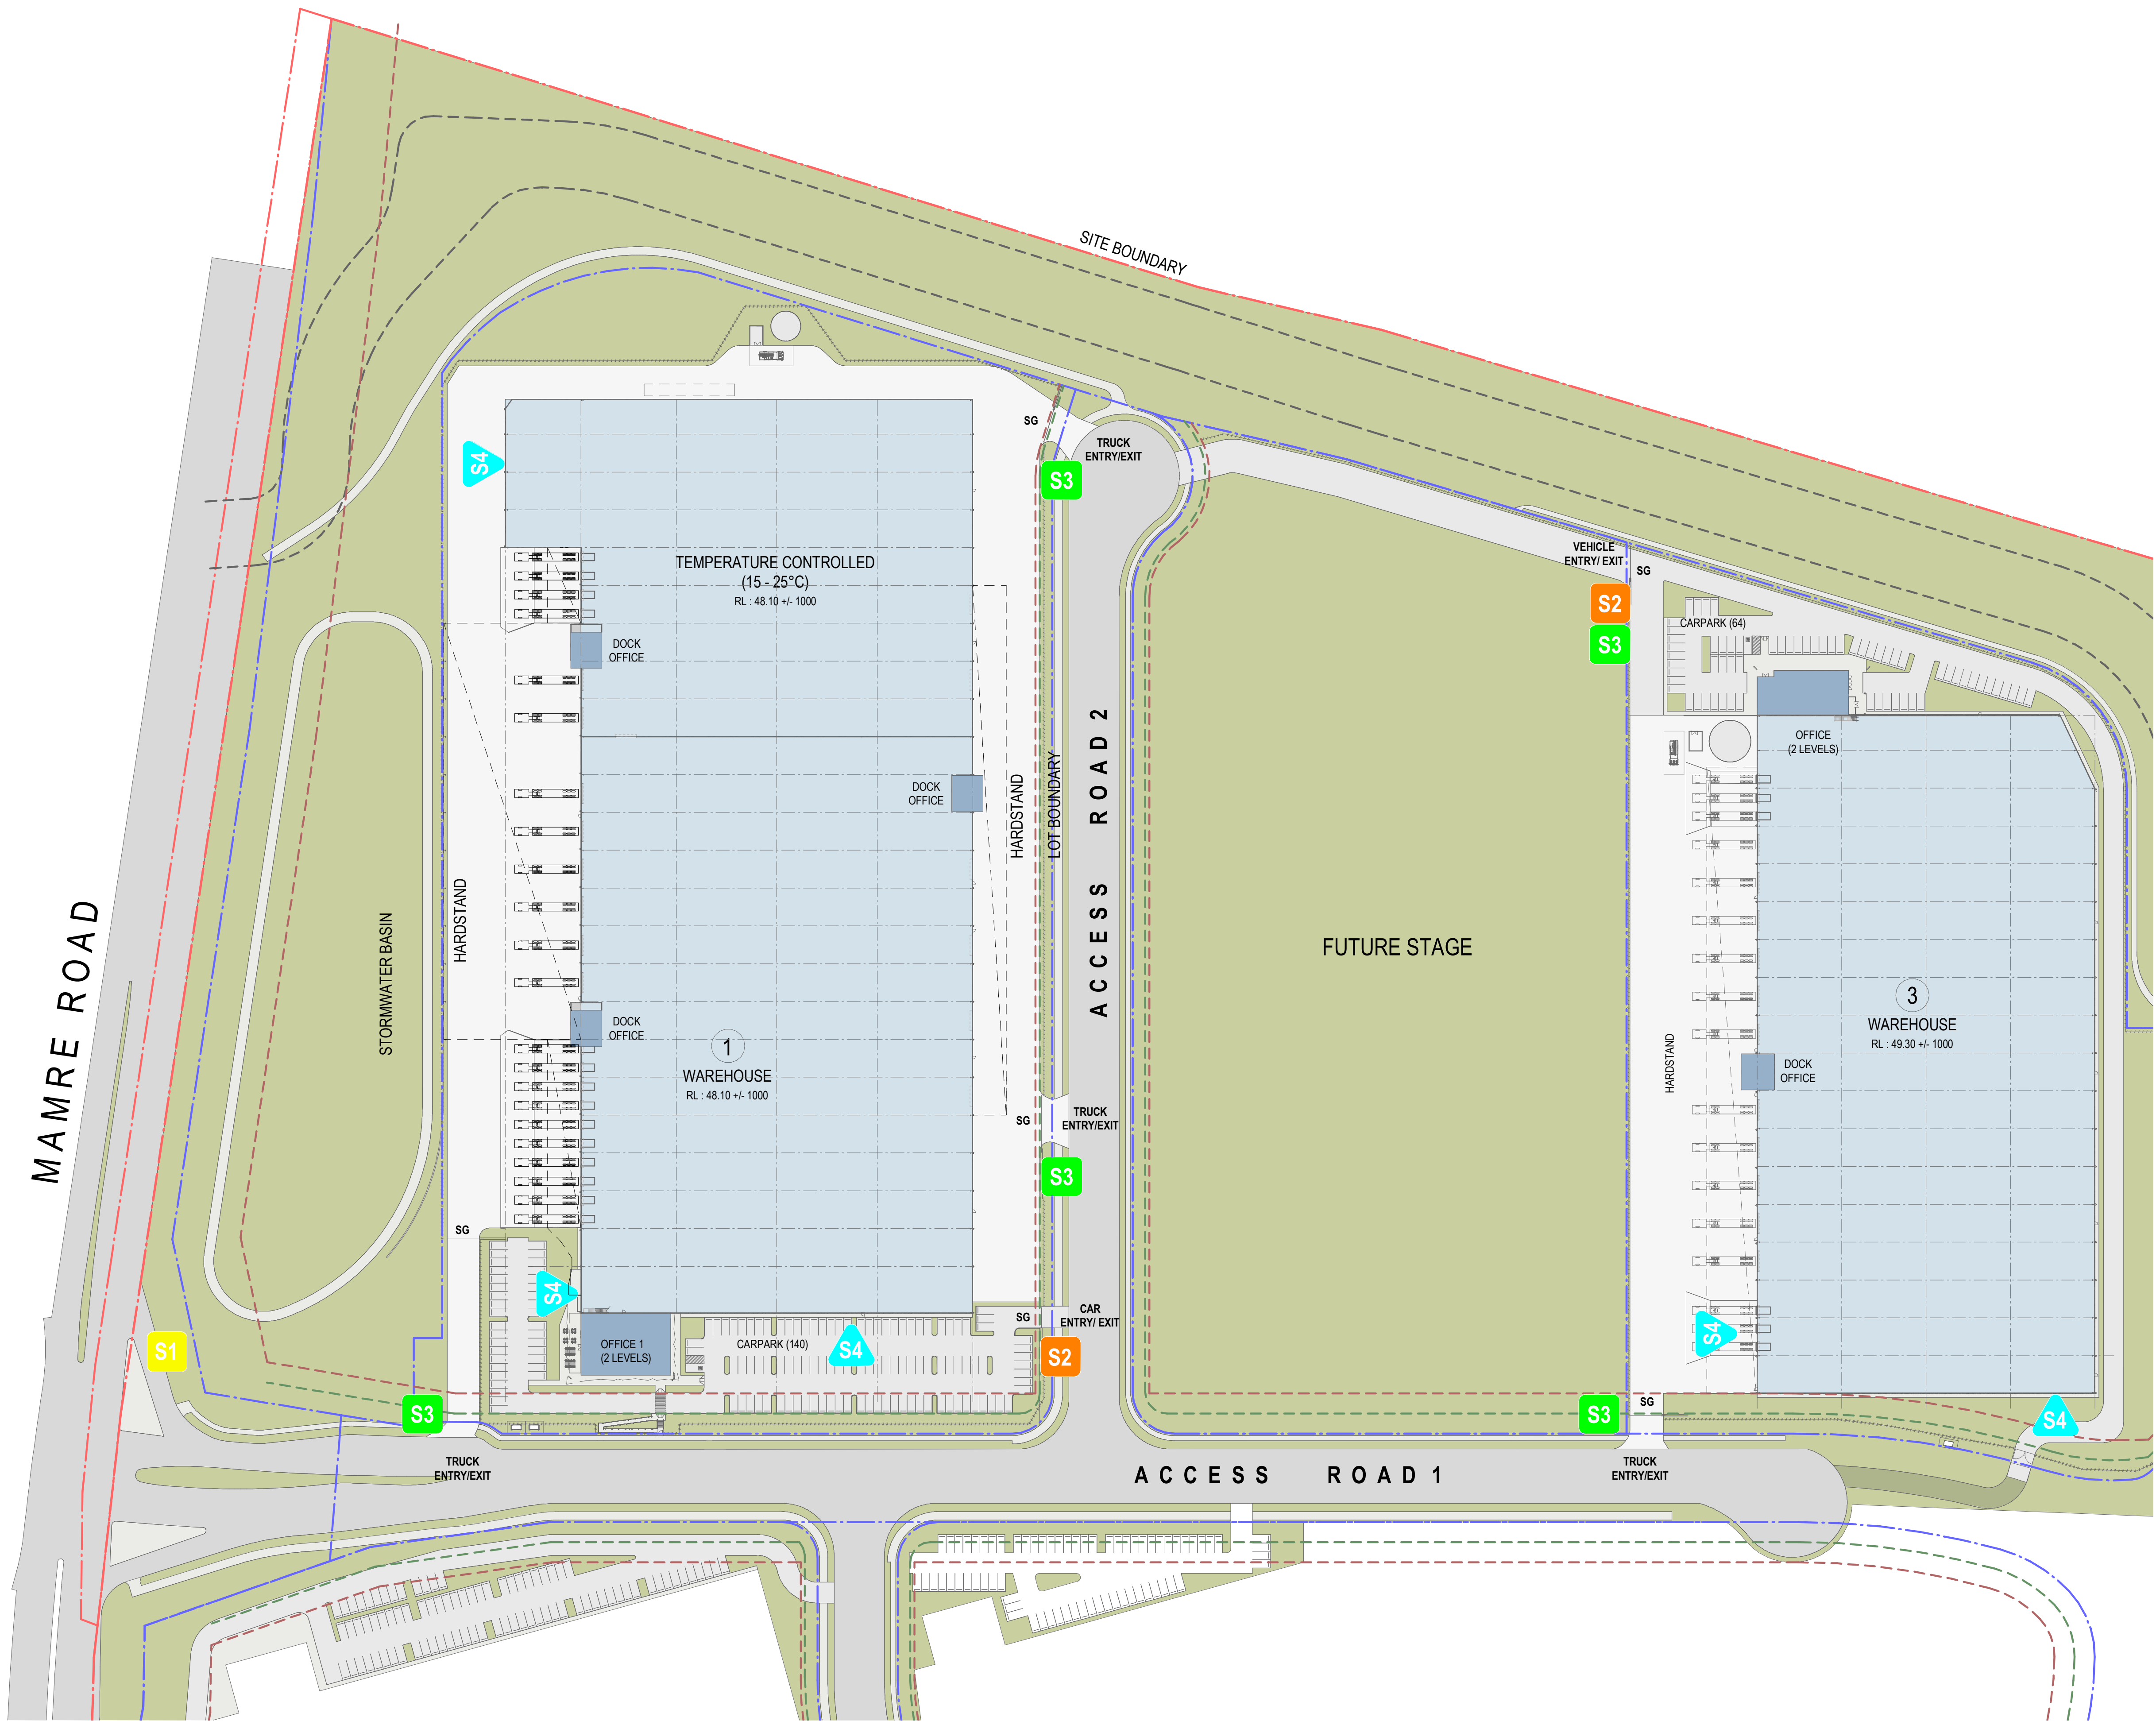 SITE BOUNDARY
SG
TRUCK
ENTRY/EXIT
S4
S3
TEMPERATURE CONTROLLED
(15 - 25°C)
RL : 48.10 +/- 1000
VEHICLE
ENTRY/ EXIT
SG
S2
S3
CARPARK (64)
DOCK
OFFICE
OFFICE
(2 LEVELS)
DOCK
OFFICE
HARDSTAND
LOT BOUNDARY
ACCESS ROAD 2
HARDSTAND
STORMWATER BASIN
MAMRE ROAD
FUTURE STAGE
3
WAREHOUSE
RL : 49.30 +/- 1000
DOCK
OFFICE
1
WAREHOUSE
RL : 48.10 +/- 1000
HARDSTAND
DOCK
OFFICE
SG
TRUCK
ENTRY/EXIT
S3
SG
S4
SG
CAR
ENTRY/ EXIT
S1
OFFICE 1
(2 LEVELS)
CARPARK (140)
S4
S2
S4
S3
S3
SG
S4
TRUCK
ENTRY/EXIT
ACCESS ROAD 1
TRUCK
ENTRY/EXIT